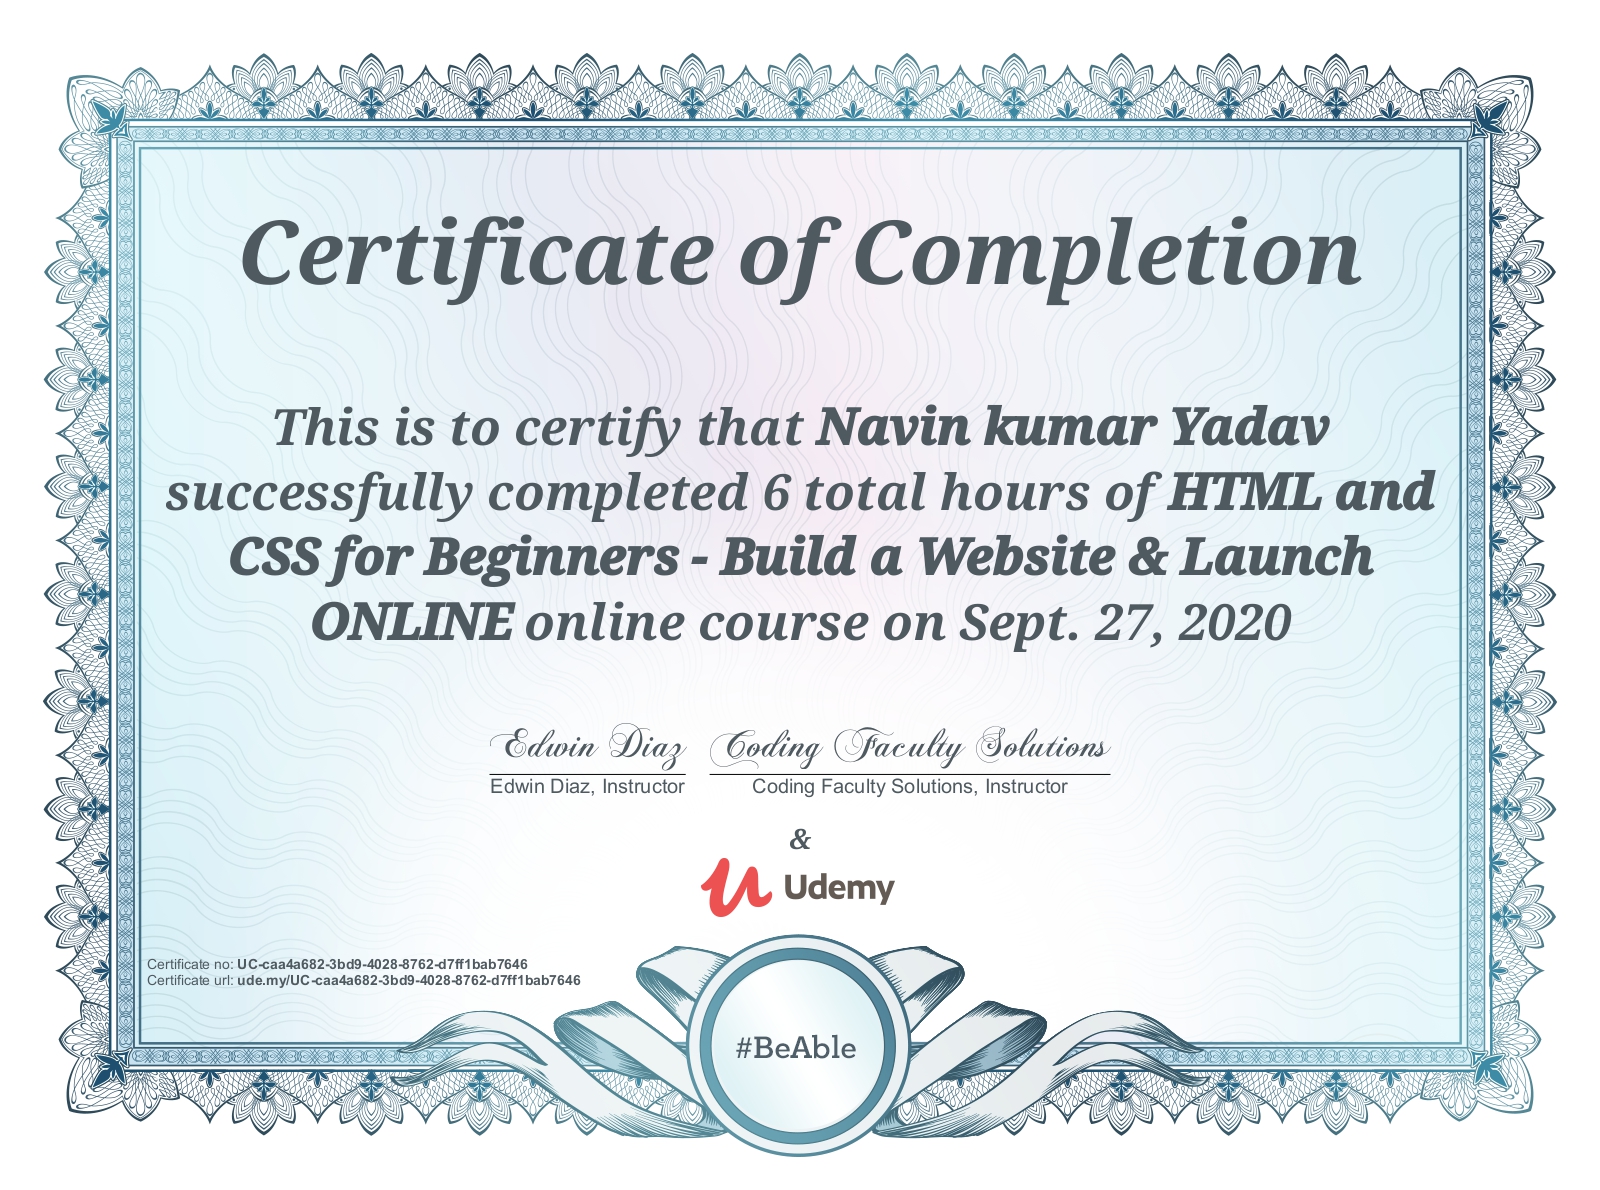 Certificate of Completion
This is to certify that Navin kumar Yadav
successfully completed 6 total hours of HTML and
CSS for Beginners - Build a Website & Launch
ONLINE online course on Sept. 27, 2020
Edwin Diaz Coding Faculty Solutions
Edwin Diaz, Instructor Coding Faculty Solutions, Instructor
&
Udemy
Certificate no: UC-caa4a682-3bd9-4028-8762-d7ff1bab7646
Certificate url: ude.my/UC-caa4a682-3bd9-4028-8762-d7ff1bab7646
#BeAble